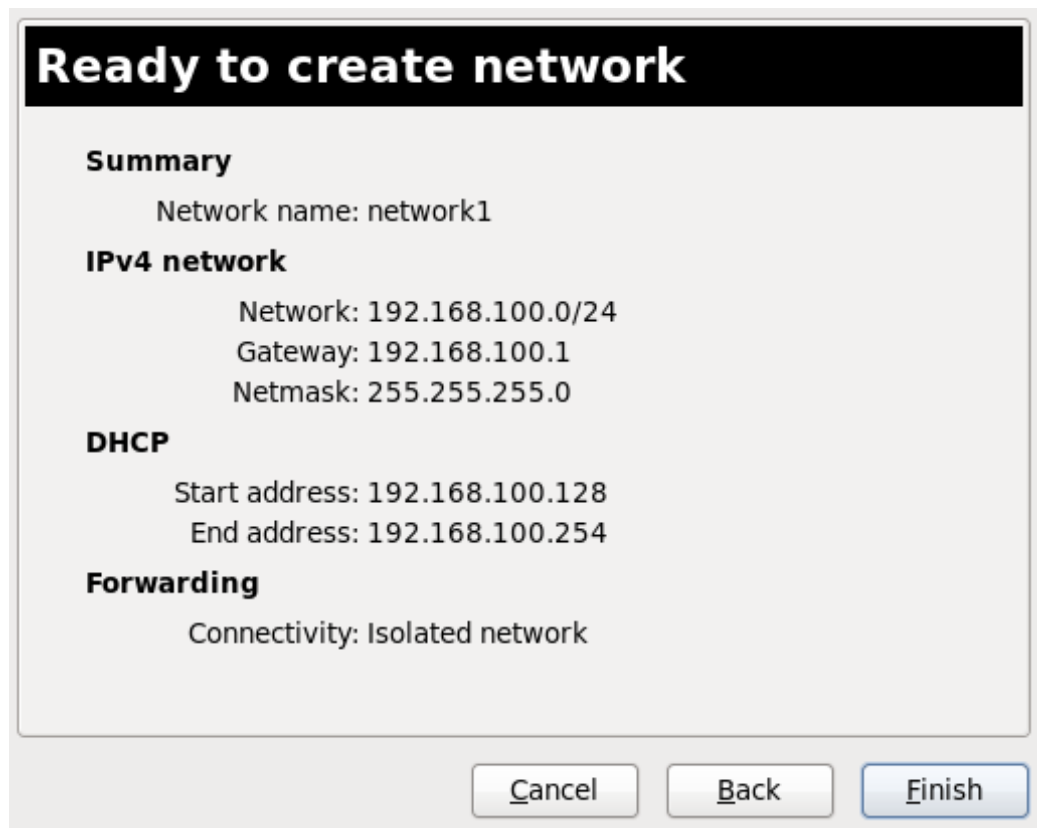 Ready to create network
Summary
Network name: network1
IPv4 network
Network: 192.168.100.0/24
Gateway: 192.168.100.1
Netmask: 255.255.255.0
DHCP
Start address: 192.168.100.128
End address: 192.168.100.254
Forwarding
Connectivity: Isolated network
Cancel Back Finish